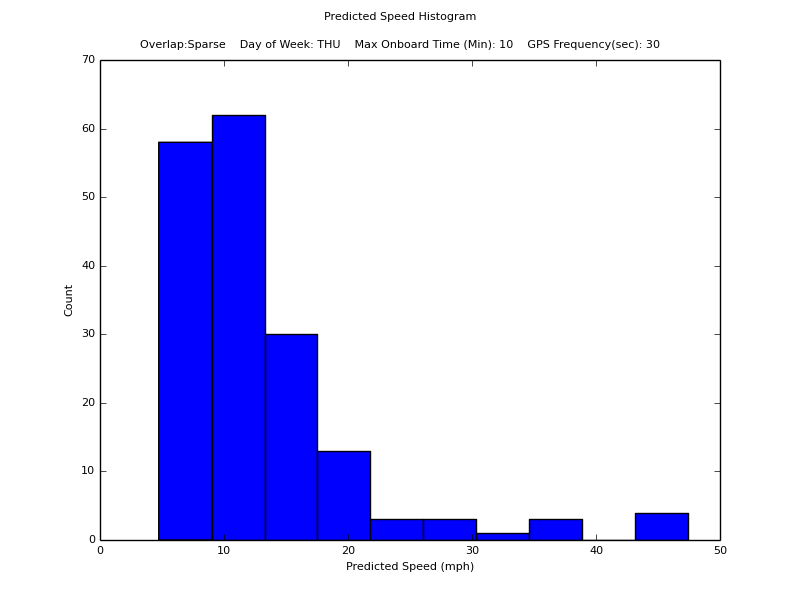 Predicted Speed Histogram
Overlap:Sparse    Day of Week: THU    Max Onboard Time (Min): 10    GPS Frequency(sec): 30
70
60
50
40
30
20
10
0
Count
0 10 20 30 40 50
Predicted Speed (mph)